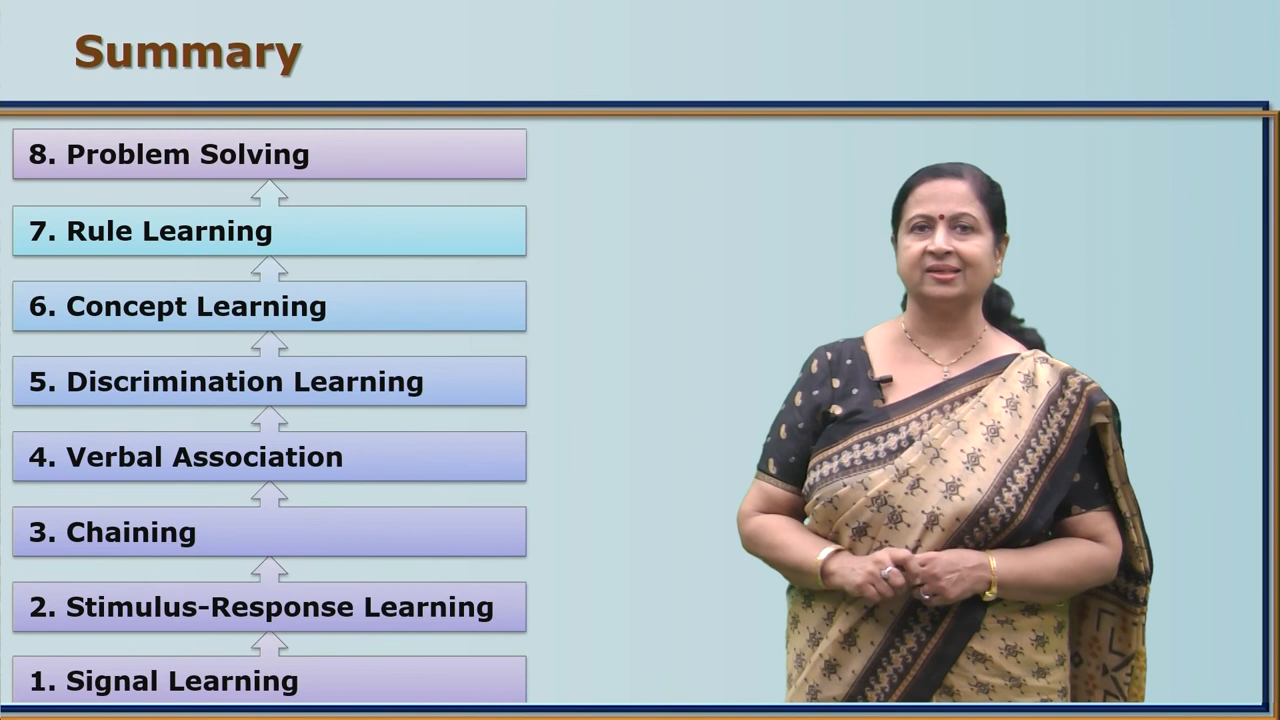 Summary
8. Problem Solving
7. Rule Learning
6. Concept Learning
5. Discrimination Learning
4. Verbal Association
3. Chaining
2. Stimulus-Response Learning
1. Signal Learning